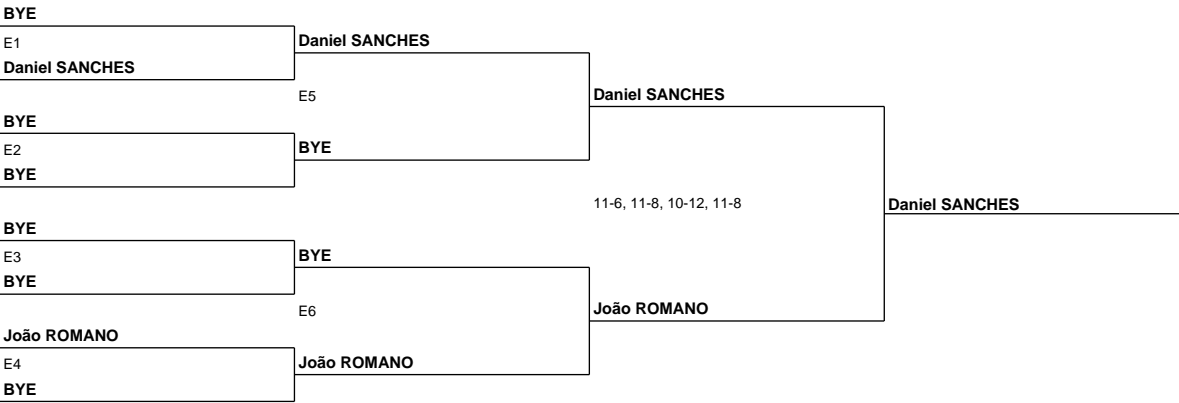 BYE
E1
Daniel SANCHES
Daniel SANCHES
E5
Daniel SANCHES
BYE
E2
BYE
BYE
11-6, 11-8, 10-12, 11-8
Daniel SANCHES
BYE
E3
BYE
BYE
E6
João ROMANO
João ROMANO
E4
João ROMANO
BYE